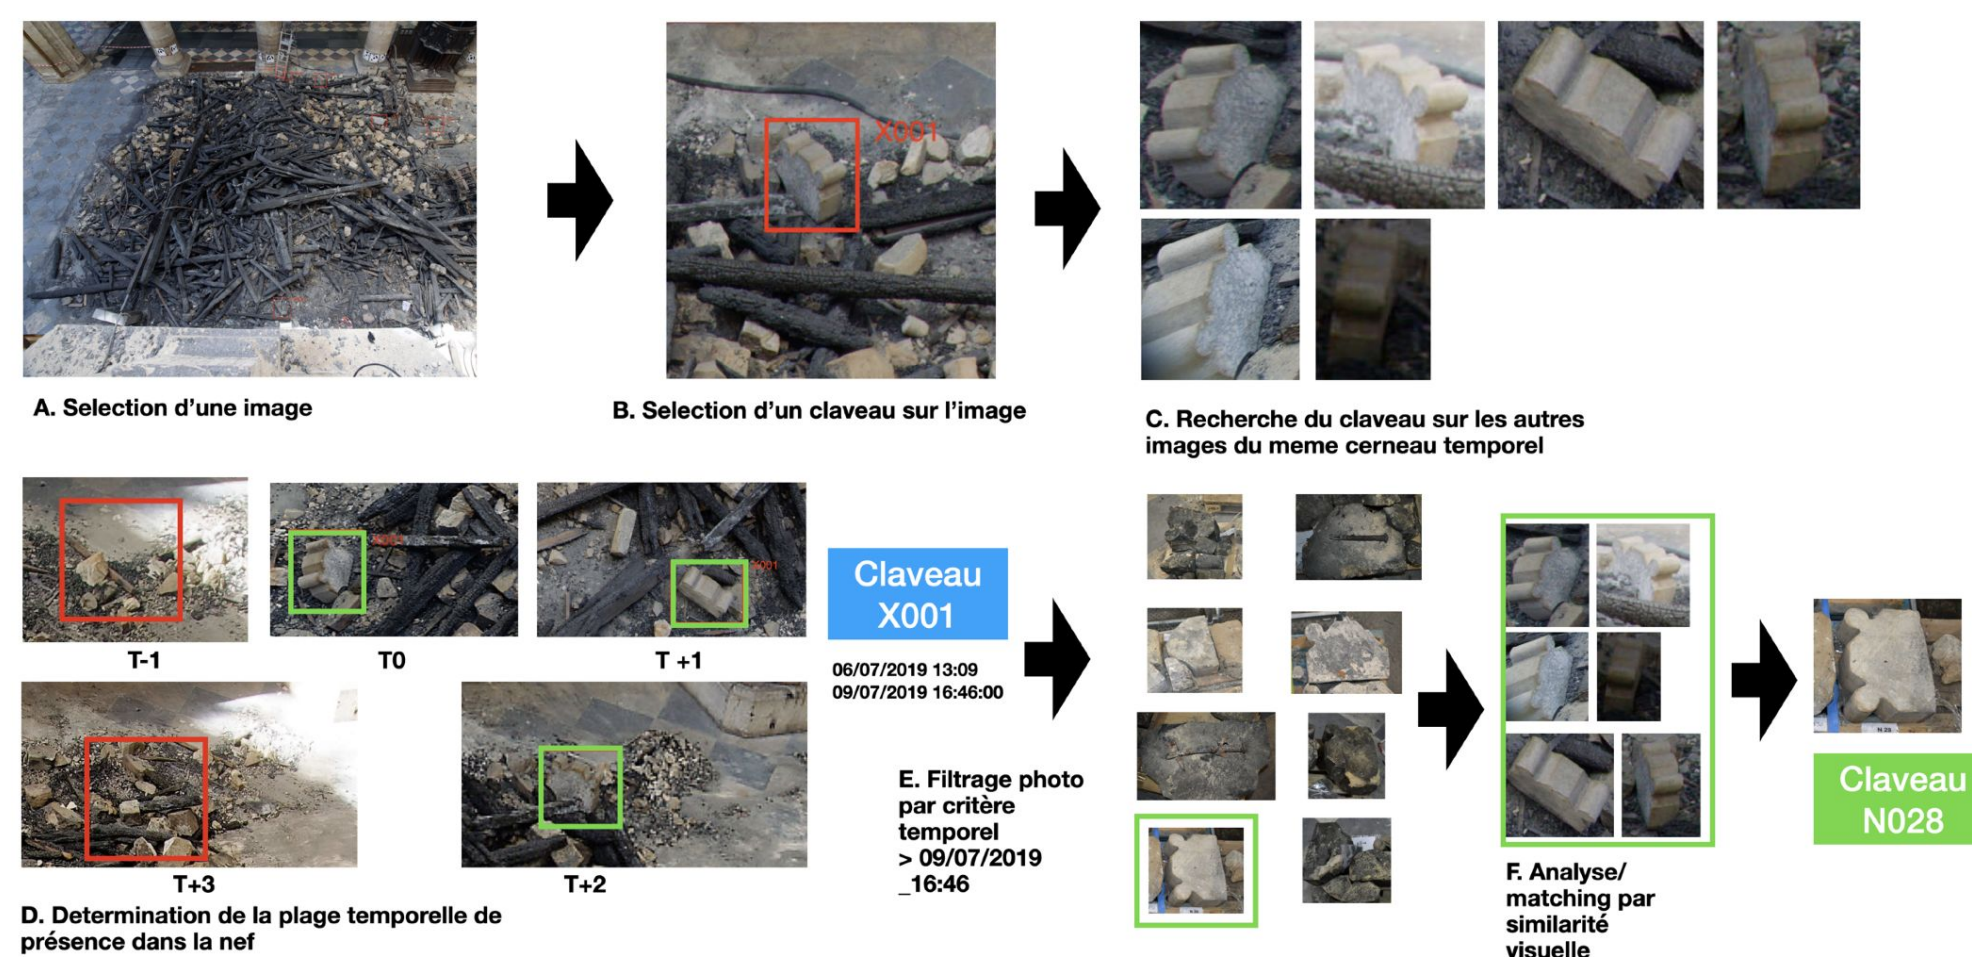 X001
A. Selection d'une image
B. Selection d'un claveau sur l'image
C. Recherche du claveau sur les autres
images du meme cerneau temporel
X001
X001
T-1
T0
T +1
Claveau
X001
06/07/2019 13:09
09/07/2019 16:46:00
T+3
T+2
D. Determination de la plage temporelle de
présence dans la nef
E. Filtrage photo
par critère
temporel
> 09/07/2019
_16:46
F. Analyse/
matching par
similarité
visuelle
Claveau
N028